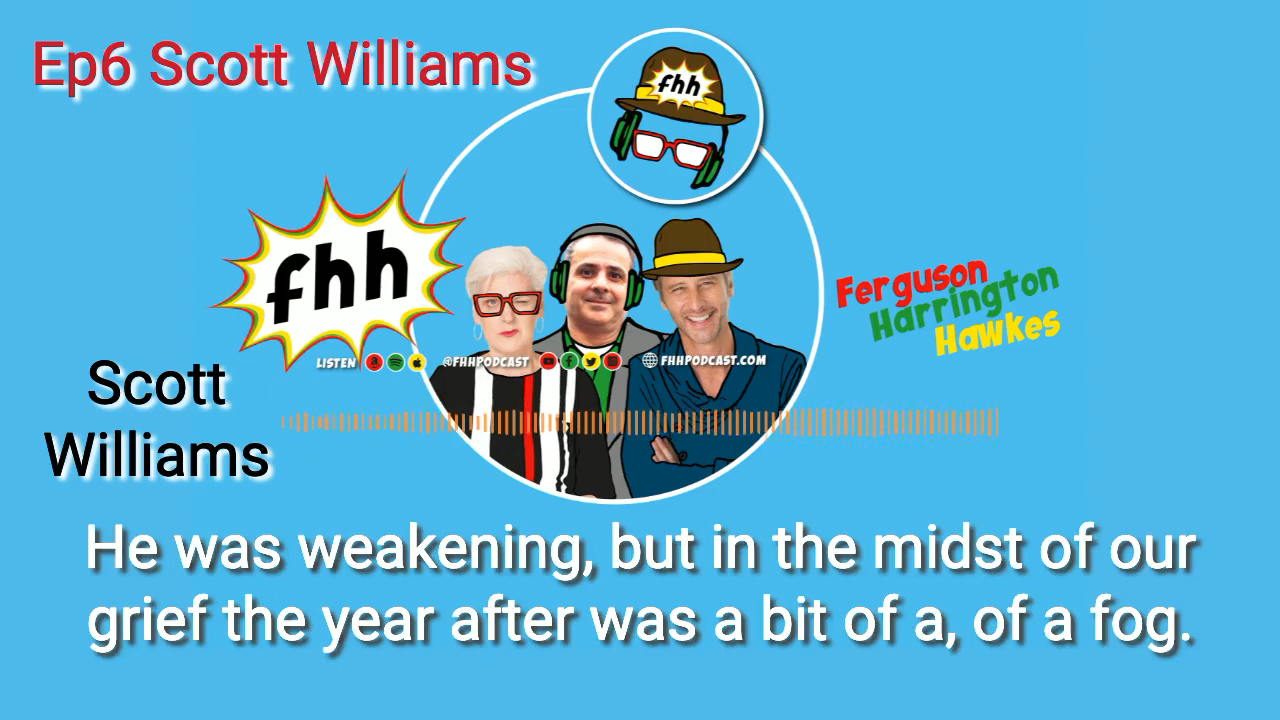 Ep6 Scott Williams
fhh
fhh
Ferguson
Harrington
Hawkes
LISTEN
@FHHPODCAST
FHHPODCAST.COM
Scott
Williams
He was weakening, but in the midst of our
grief the year after was a bit of a, of a fog.